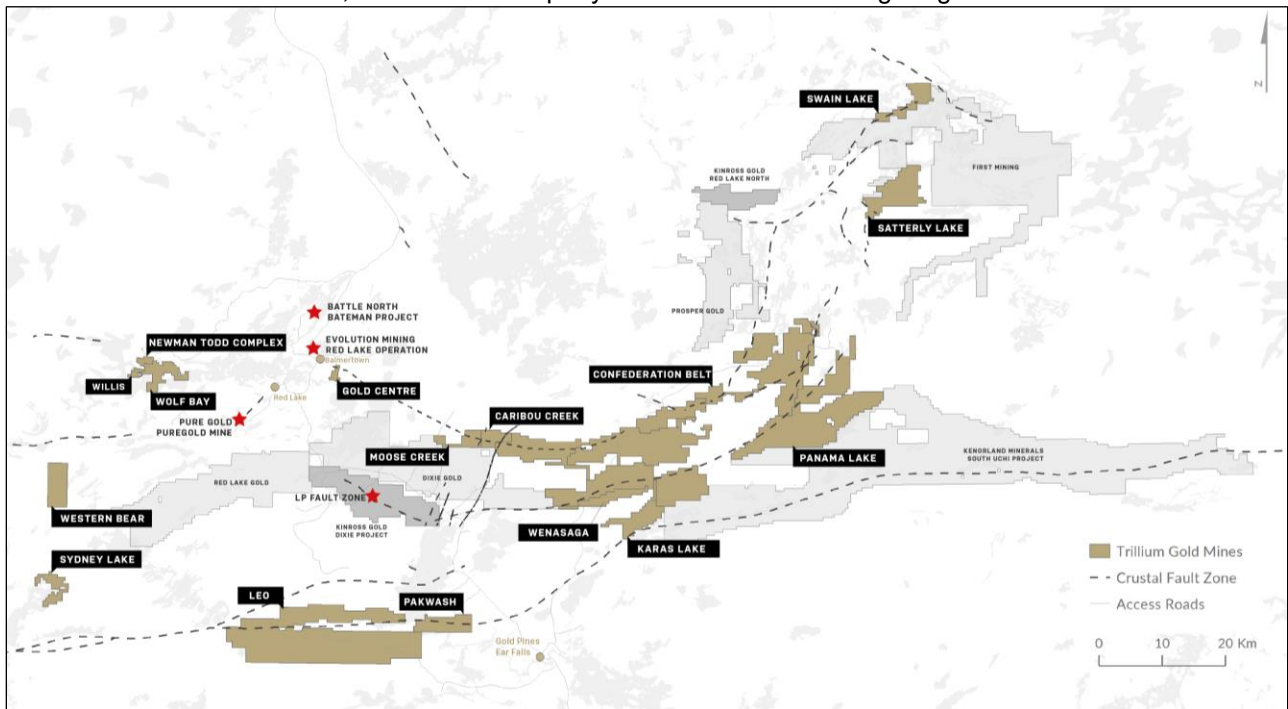 SWAIN LAKE
N
FIRST MINING
KINROSS GOLD
RED LAKE NORTH
SATTERLY LAKE
BATTLE NORTH
BATEMAN PROJECT
PROSPER GOLD
EVOLUTION MINING
RED LAKE OPERATION
Balmertown
NEWMAN TODD COMPLEX
WILLIS
WOLF BAY
GOLD CENTRE
Red Lake
CONFEDERATION BELT
PURE GOLD
PUREGOLD MINE
CARIBOU CREEK
MOOSE CREEK
PANAMA LAKE
KENORLAND MINERALS
SOUTH UCHI PROJECT
RED LAKE GOLD
DIXIE GOLD
LP FAULT ZONE
KINROSS GOLD
DIXIE PROJECT
WESTERN BEAR
WENASAGA
KARAS LAKE
SYDNEY LAKE
LEO
PAKWASH
Gold Pines
Ear Falls
Trillium Gold Mines
Crustal Fault Zone
Access Roads
0 10 20 Km